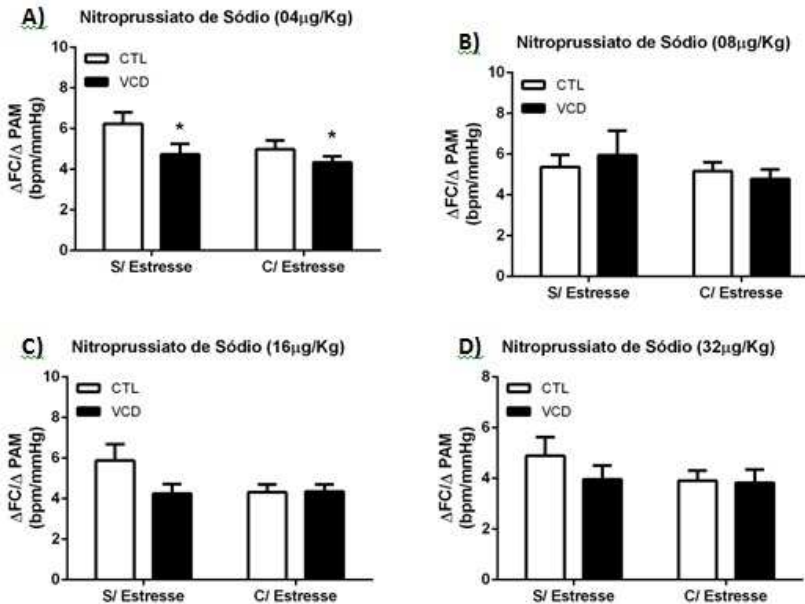 A) Nitroprussiato de Sódio (04µg/Kg)
CTL
VCD
ΔFC/Δ PAM
(bpm/mmHg)
10
8
6
4
2
0
*
*
S/ Estresse C/ Estresse
B) Nitroprussiato de Sódio (08µg/Kg)
CTL
VCD
ΔFC/Δ PAM
(bpm/mmHg)
10
8
6
4
2
0
S/ Estresse C/ Estresse
C) Nitroprussiato de Sódio (16µg/Kg)
CTL
VCD
ΔFC/Δ PAM
(bpm/mmHg)
10
8
6
4
2
0
S/ Estresse C/ Estresse
D) Nitroprussiato de Sódio (32µg/Kg)
CTL
VCD
ΔFC/Δ PAM
(bpm/mmHg)
8
6
4
2
0
S/ Estresse C/ Estresse